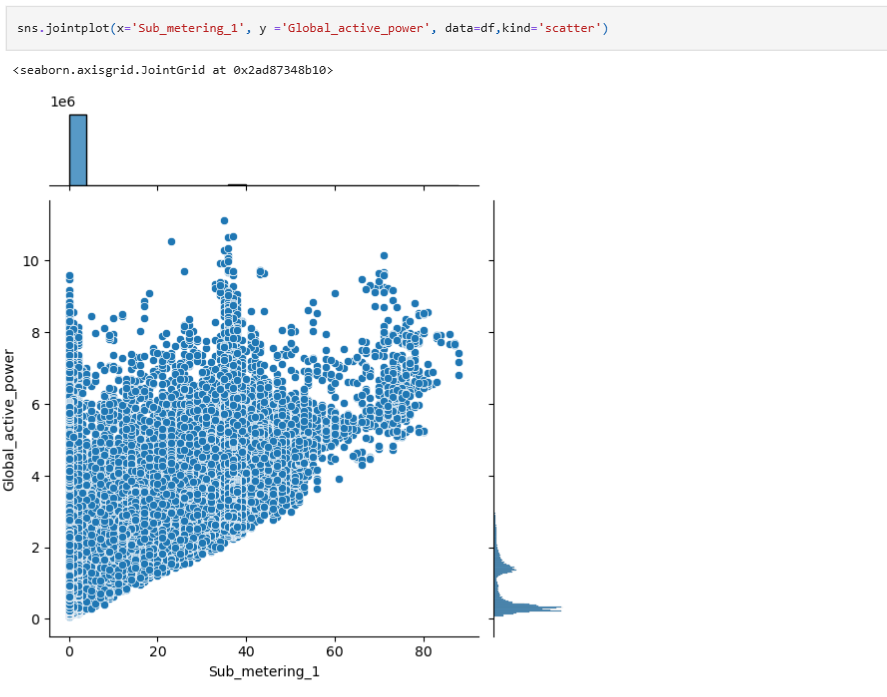 sns.jointplot(x='Sub_metering_1', y ='Global_active_power', data=df,kind='scatter')
<seaborn.axisgrid.JointGrid at 0x2ad87348b10>
1e6
10
8
6
4
2
0
Global_active_power
0 20 40 60 80
Sub_metering_1